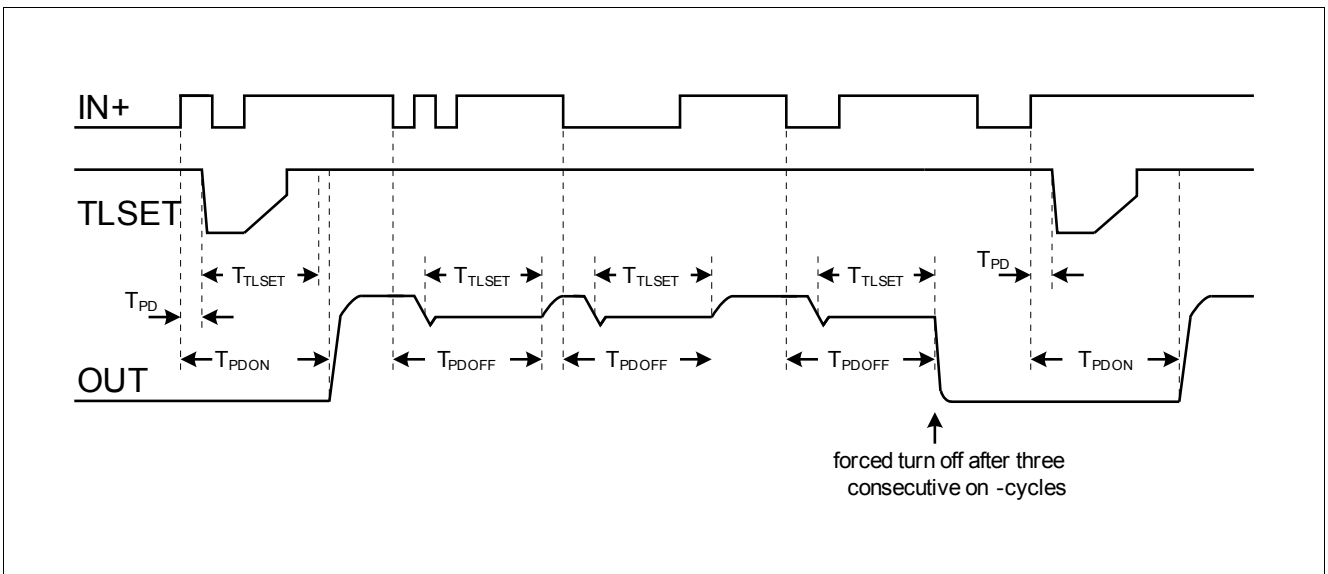 IN+
TLSET
TTLSET TTLSET TTLSET TTLSET TPD
TPD
TPDON TPDOFF TPDOFF TPDOFF TPDON
OUT
forced turn off after three
consecutive on -cycles